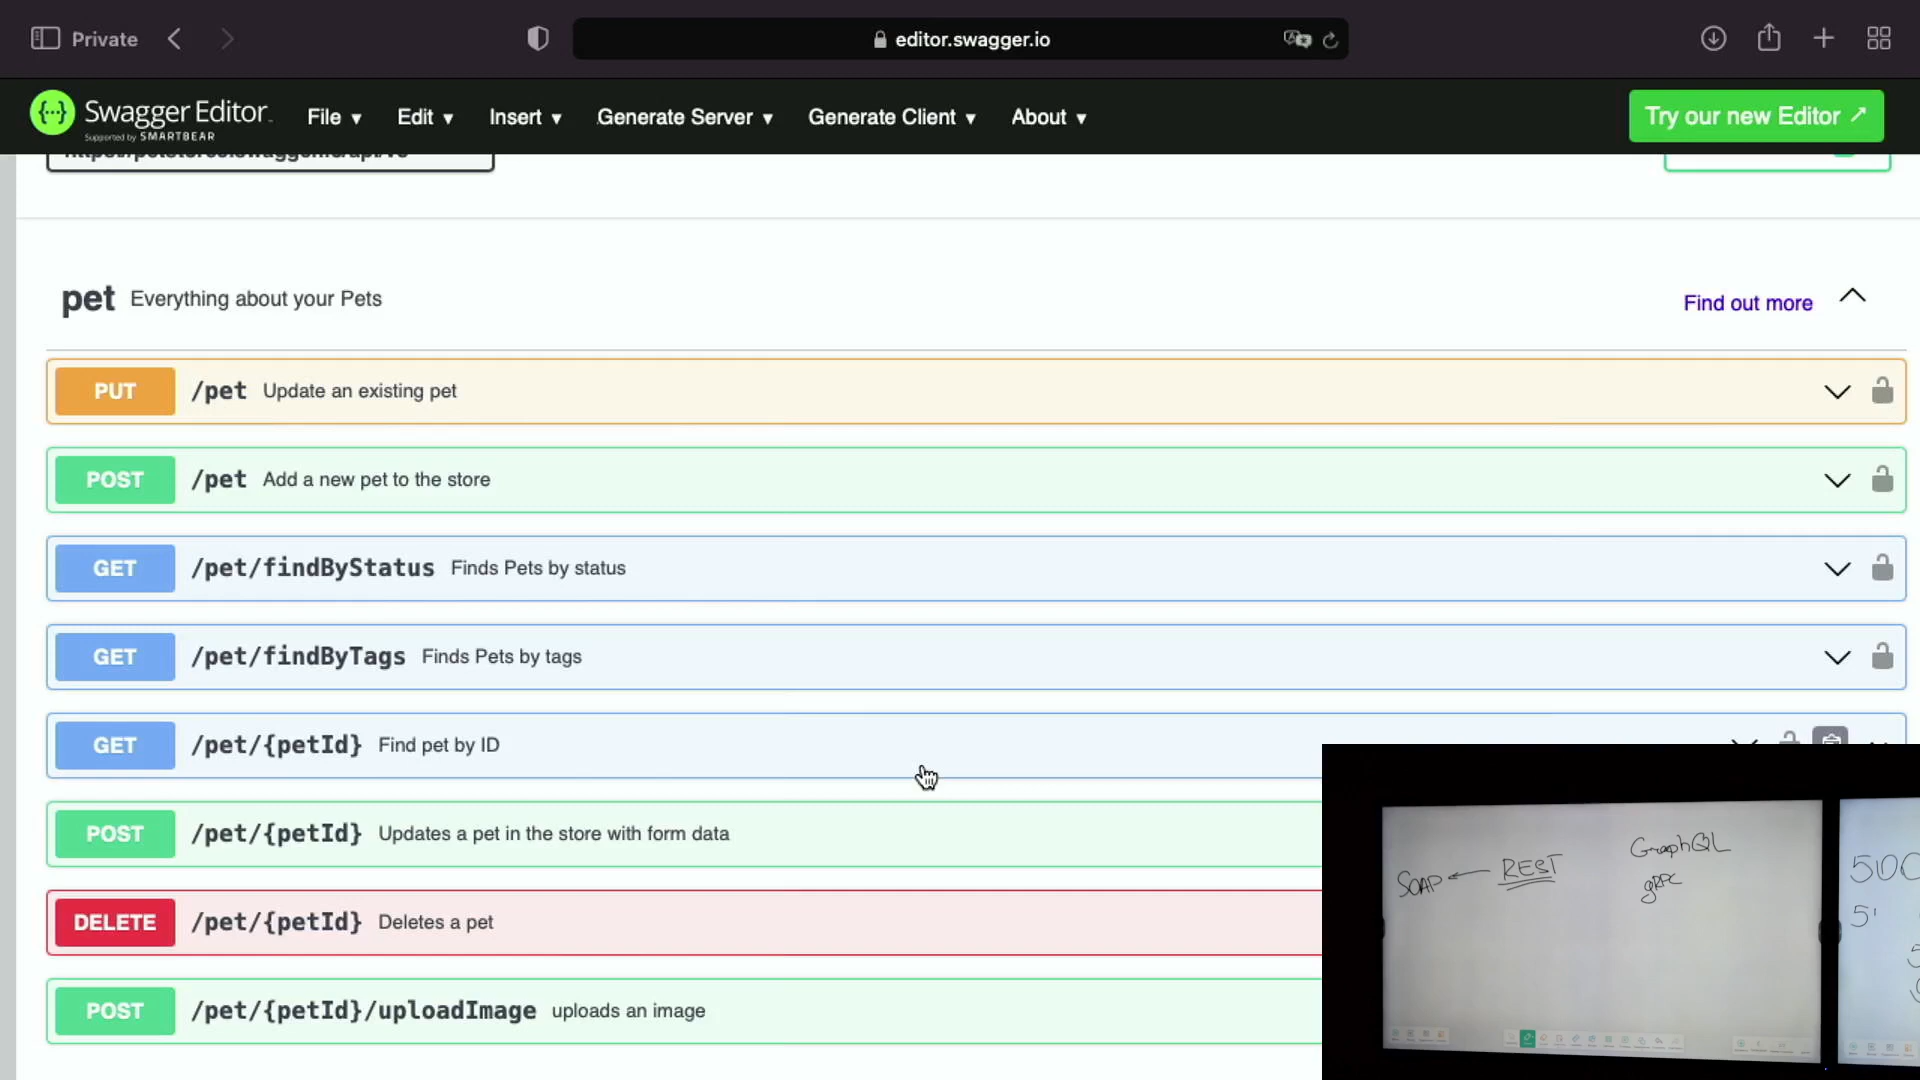 Private
editor.swagger.io
Swagger Editor
Supported by SMARTBEAR
File
Edit
Insert
Generate Server
Generate Client
About
Try our new Editor
pet Everything about your Pets
Find out more
PUT /pet Update an existing pet
POST /pet Add a new pet to the store
GET /pet/findByStatus Finds Pets by status
GET /pet/findByTags Finds Pets by tags
GET /pet/{petId} Find pet by ID
POST /pet/{petId} Updates a pet in the store with form data
DELETE /pet/{petId} Deletes a pet
POST /pet/{petId}/uploadImage uploads an image
GraphQL
SOAP ← REST
gRPC
500